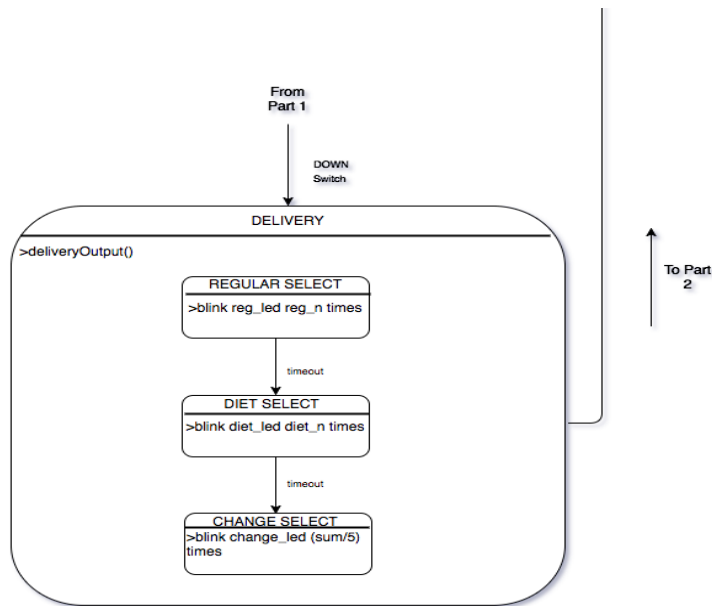 From
Part 1
DOWN
Switch
DELIVERY
>deliveryOutput()
To Part
2
REGULAR SELECT
>blink reg_led reg_n times
timeout
DIET SELECT
>blink diet_led diet_n times
timeout
CHANGE SELECT
>blink change_led (sum/5)
times